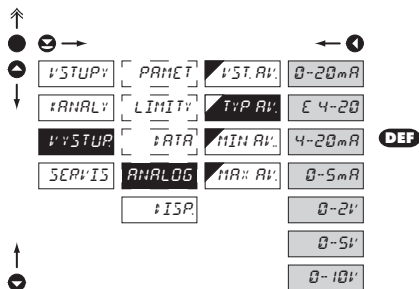 VSTUPY PAMET VST. AV. 0-20mA
KANALY LIMITY TYP AV. E 4-20
VYSTUP. DATA MIN AV. 4-20mA DEF
SERVIS ANALOG MAX AV. 0-5mA
DISP. 0-2V
0-5V
0-10V